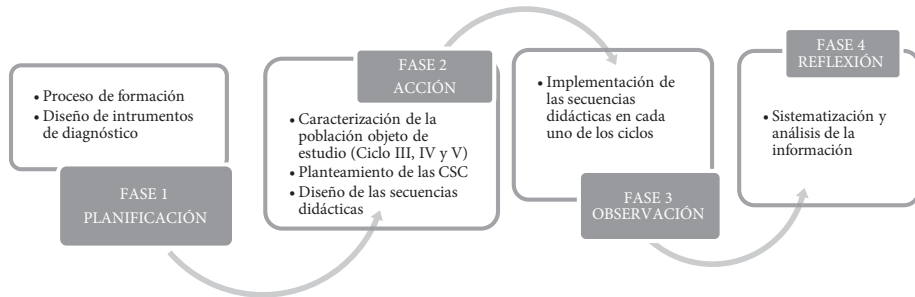 • Proceso de formación
• Diseño de intrumentos
de diagnóstico
FASE 1
PLANIFICACIÓN
FASE 2
ACCIÓN
• Caracterización de la
población objeto de
estudio (Ciclo III, IV y V)
• Planteamiento de las CSC
• Diseño de las secuencias
didácticas
• Implementación de
las secuencias
didácticas en cada
uno de los ciclos
FASE 3
OBSERVACIÓN
FASE 4
REFLEXIÓN
• Sistematización y
análisis de la
información